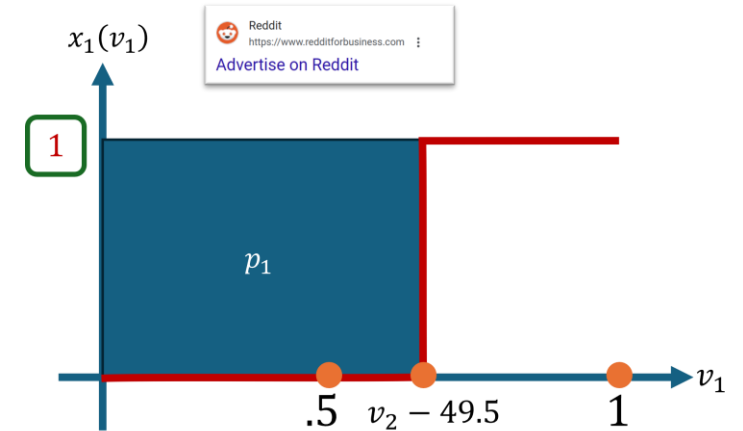 x₁(v₁)
Reddit
https://www.redditforbusiness.com
Advertise on Reddit
1
p₁
v₁
.5
v₂ − 49.5
1